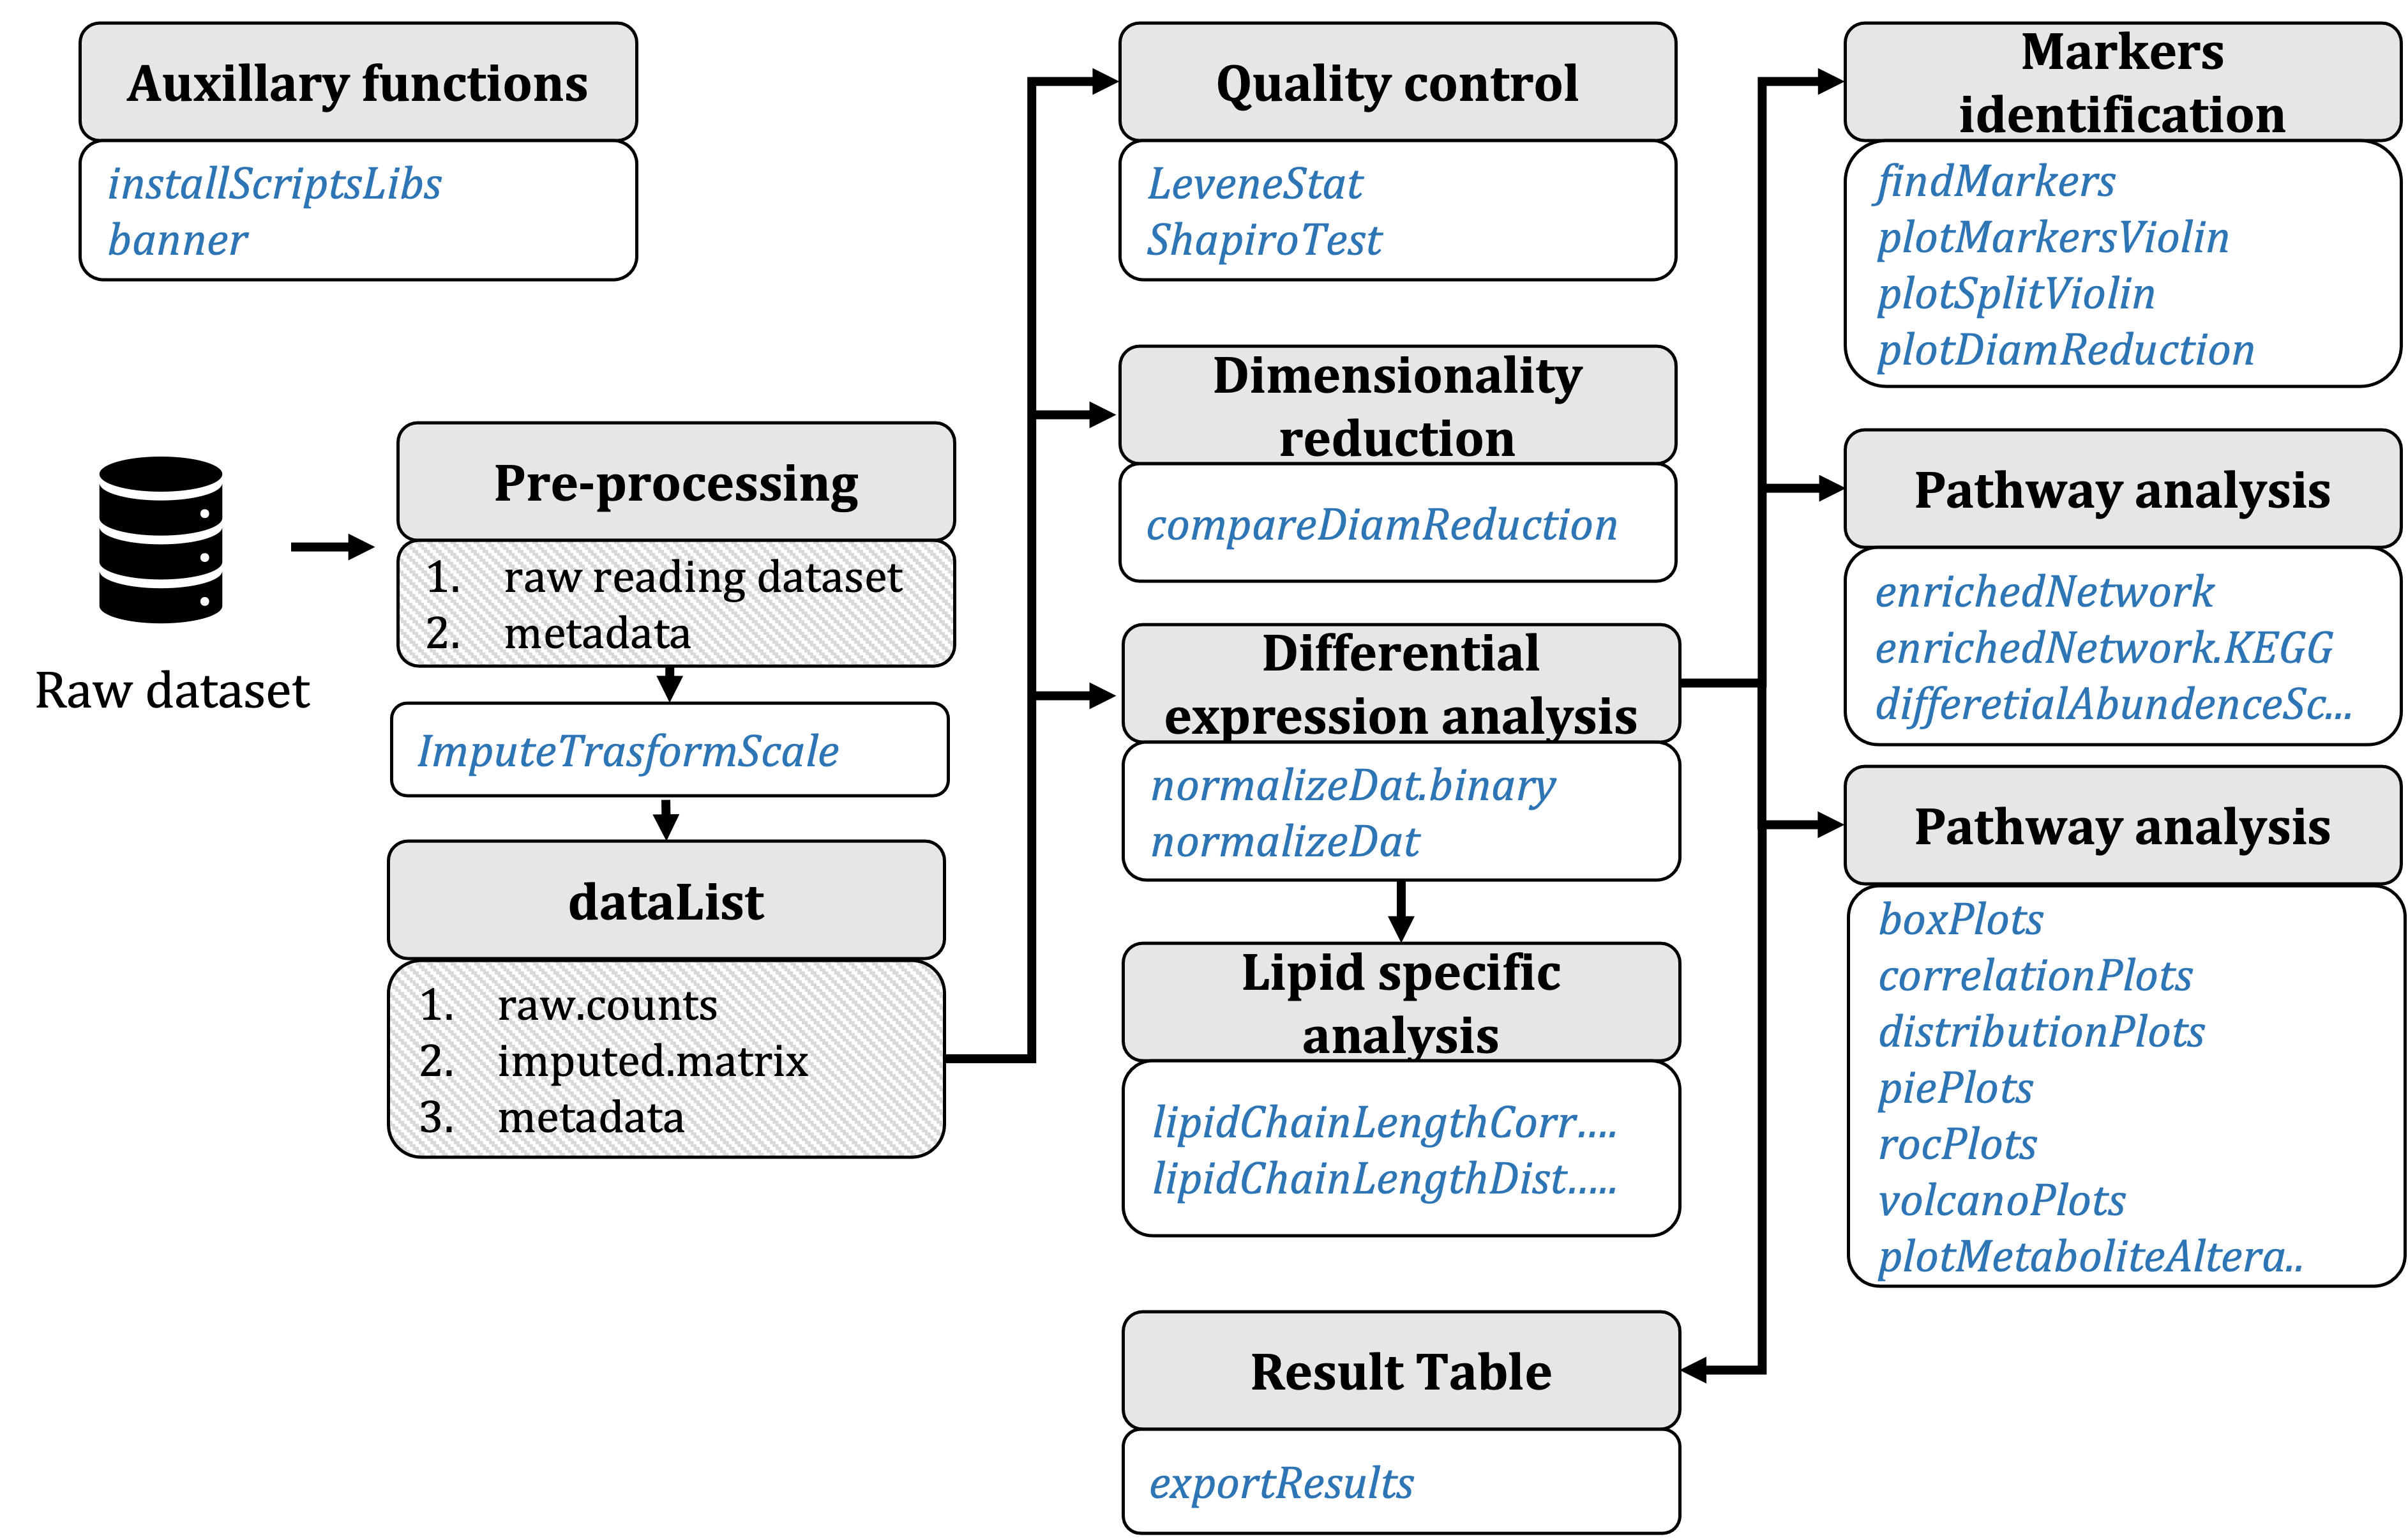 Auxillary functions
installScriptsLibs
banner
Raw dataset
Pre-processing
1. raw reading dataset
2. metadata
ImputeTrasformScale
dataList
1. raw.counts
2. imputed.matrix
3. metadata
Quality control
LeveneStat
ShapiroTest
Dimensionality
reduction
compareDiamReduction
Differential
expression analysis
normalizeDat.binary
normalizeDat
Lipid specific
analysis
lipidChainLengthCorr....
lipidChainLengthDist.....
Result Table
exportResults
Markers
identification
findMarkers
plotMarkersViolin
plotSplitViolin
plotDiamReduction
Pathway analysis
enrichedNetwork
enrichedNetwork.KEGG
differetialAbundenceSc...
Pathway analysis
boxPlots
correlationPlots
distributionPlots
piePlots
rocPlots
volcanoPlots
plotMetaboliteAltera..